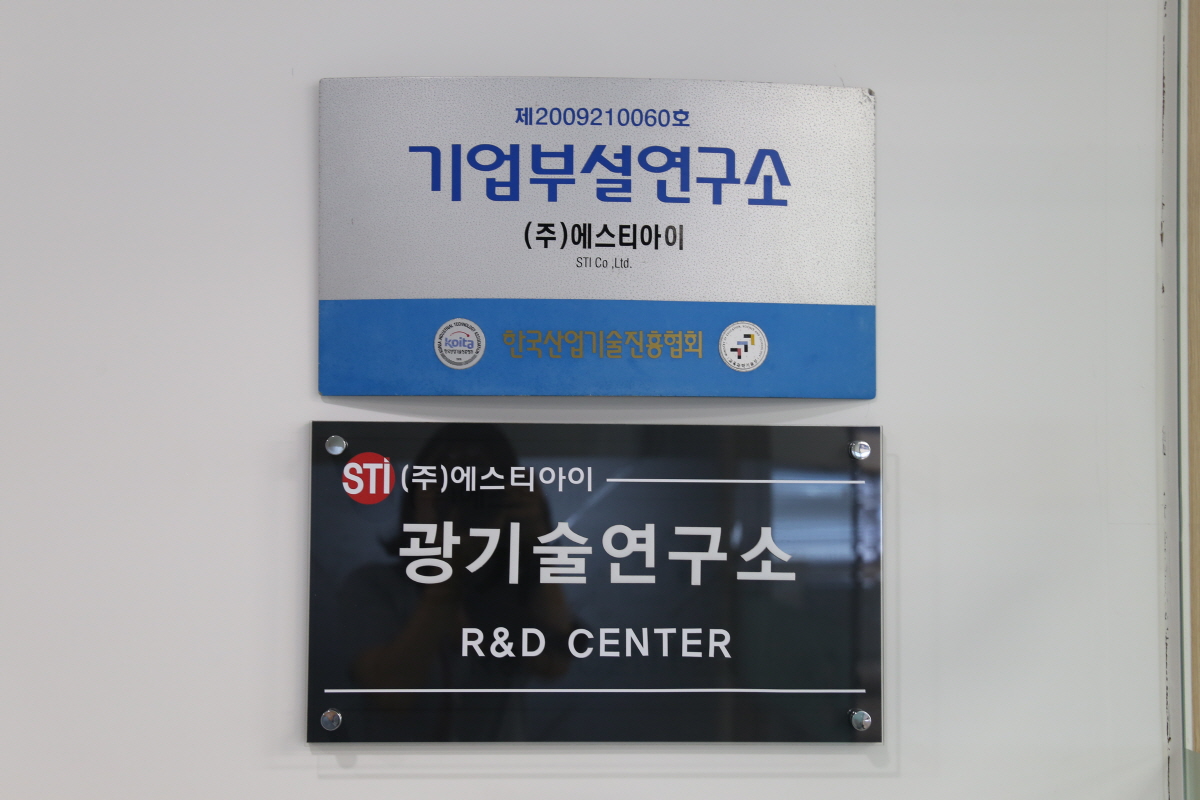 제2009210060호
기업부설연구소
(주)에스티아이
STI Co ,Ltd.
koita
한국산업기술진흥협회
STI (주)에스티아이
광기술연구소
R&D CENTER